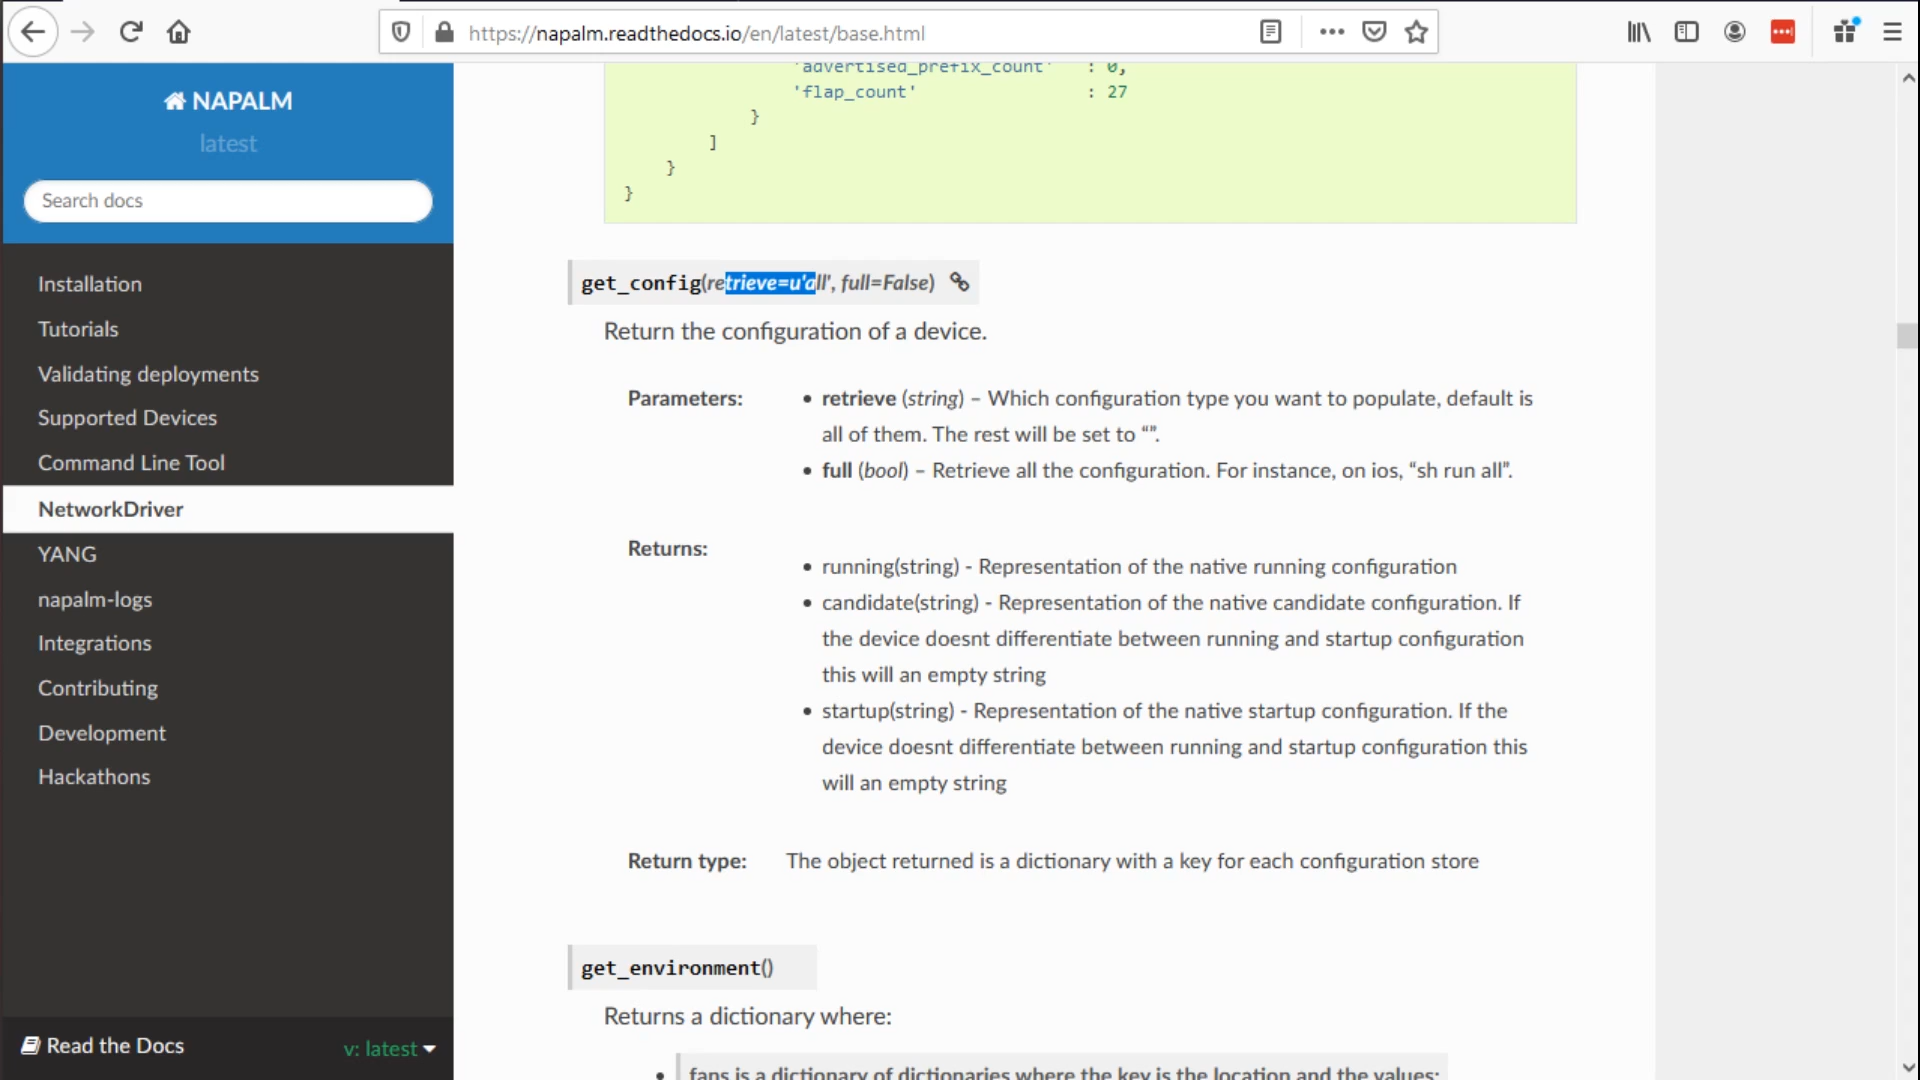 https://napalm.readthedocs.io/en/latest/base.html
NAPALM
latest
Search docs
Installation
Tutorials
Validating deployments
Supported Devices
Command Line Tool
NetworkDriver
YANG
napalm-logs
Integrations
Contributing
Development
Hackathons
Read the Docs
v: latest
'advertised_prefix_count' : 0,
'flap_count' : 27
}
]
}
}
get_config(retrieve=u'all', full=False)
Return the configuration of a device.
Parameters:
• retrieve (string) – Which configuration type you want to populate, default is
all of them. The rest will be set to “”.
• full (bool) – Retrieve all the configuration. For instance, on ios, “sh run all”.
Returns:
• running(string) - Representation of the native running configuration
• candidate(string) - Representation of the native candidate configuration. If
the device doesnt differentiate between running and startup configuration
this will an empty string
• startup(string) - Representation of the native startup configuration. If the
device doesnt differentiate between running and startup configuration this
will an empty string
Return type: The object returned is a dictionary with a key for each configuration store
get_environment()
Returns a dictionary where:
• fans is a dictionary of dictionaries where the key is the location and the values: